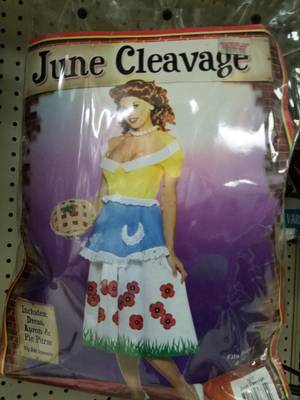 June Cleavage
Includes:
Dress,
Apron &
Pie Purse